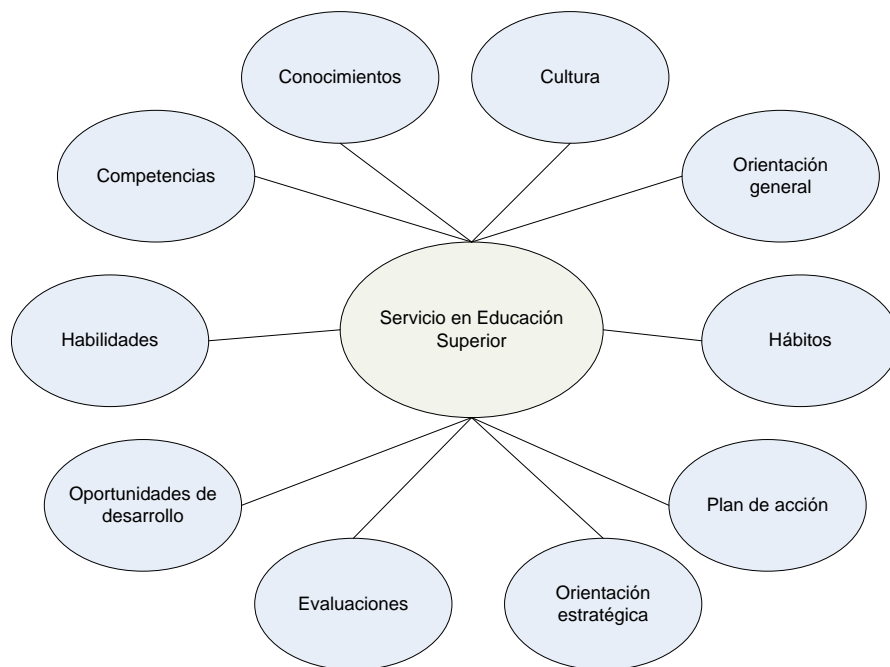 Conocimientos
Cultura
Competencias
Orientación
general
Servicio en Educación
Superior
Habilidades
Hábitos
Oportunidades de
desarrollo
Plan de acción
Evaluaciones
Orientación
estratégica